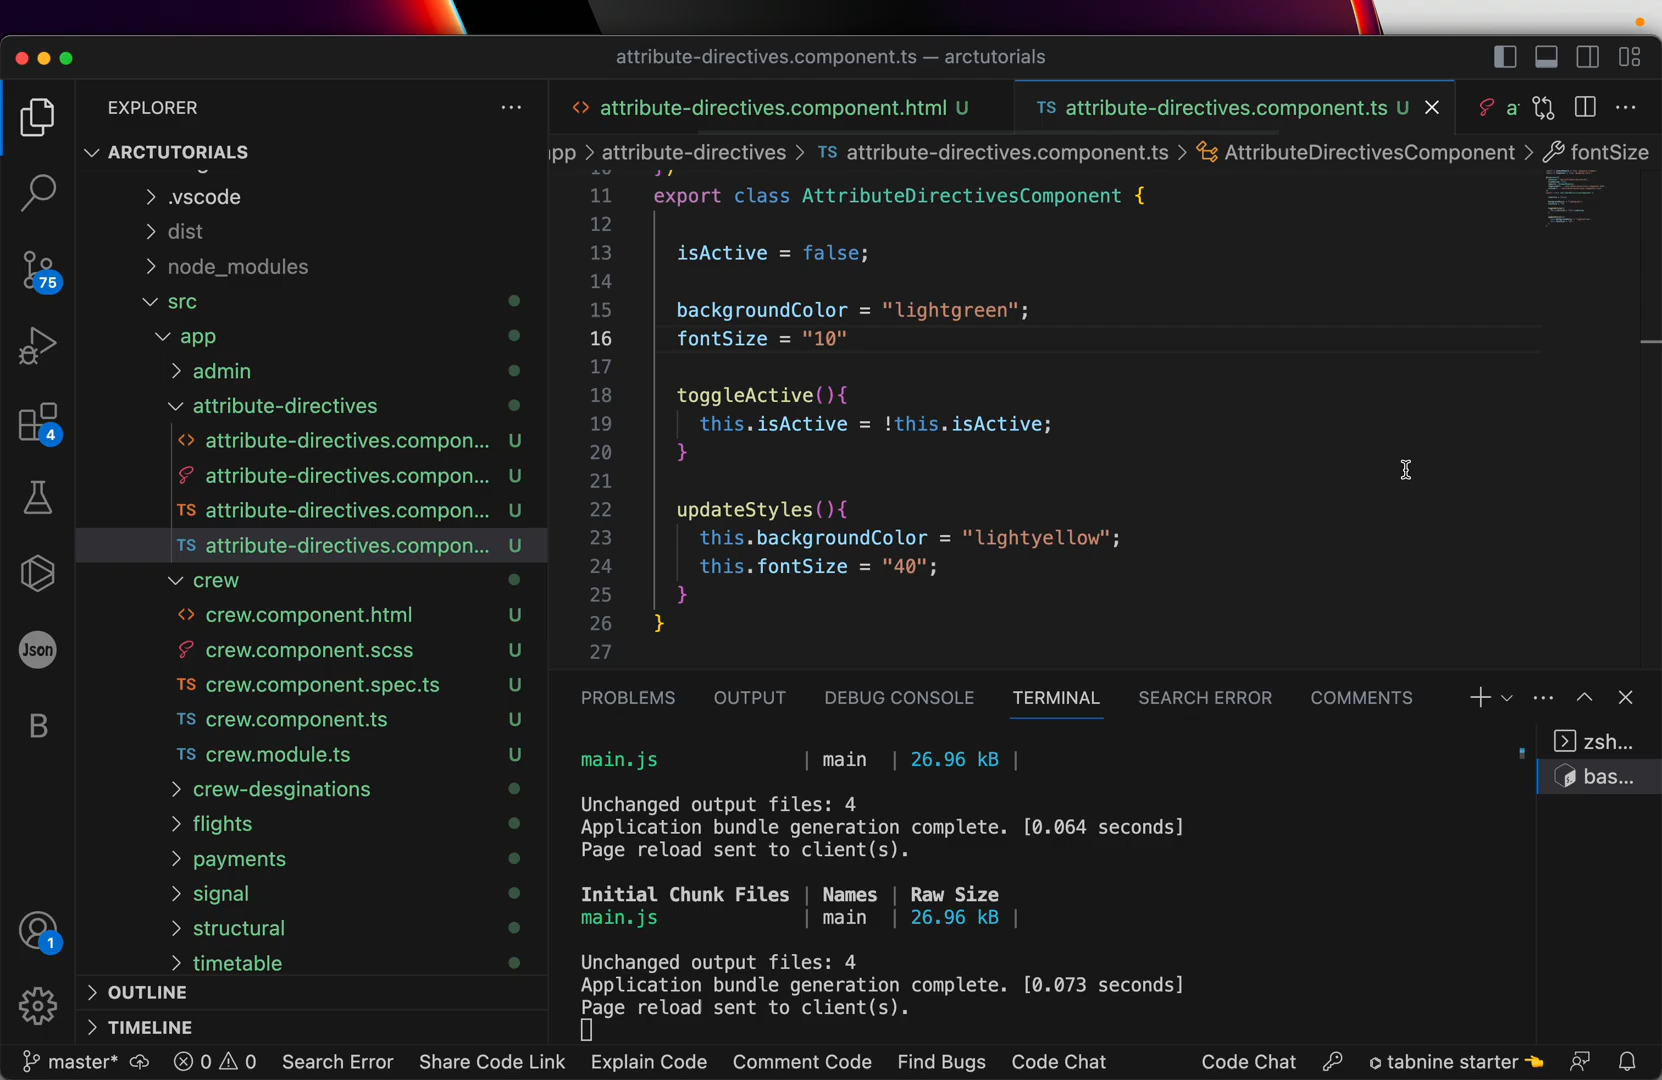 attribute-directives.component.ts — arctutorials
EXPLORER
ARCTUTORIALS
.vscode
dist
node_modules
src
app
admin
attribute-directives
attribute-directives.compon... U
attribute-directives.compon... U
TS attribute-directives.compon... U
TS attribute-directives.compon... U
crew
crew.component.html U
crew.component.scss U
TS crew.component.spec.ts U
TS crew.component.ts U
TS crew.module.ts U
crew-desginations
flights
payments
signal
structural
timetable
OUTLINE
TIMELINE
75
4
Json
B
1
<> attribute-directives.component.html U
TS attribute-directives.component.ts U
a
pp > attribute-directives > TS attribute-directives.component.ts > AttributeDirectivesComponent > fontSize
11 export class AttributeDirectivesComponent {
12
13 isActive = false;
14
15 backgroundColor = "lightgreen";
16 fontSize = "10"
17
18 toggleActive(){
19 this.isActive = !this.isActive;
20 }
21
22 updateStyles(){
23 this.backgroundColor = "lightyellow";
24 this.fontSize = "40";
25 }
26 }
27
PROBLEMS OUTPUT DEBUG CONSOLE TERMINAL SEARCH ERROR COMMENTS
main.js | main | 26.96 kB |
Unchanged output files: 4
Application bundle generation complete. [0.064 seconds]
Page reload sent to client(s).
Initial Chunk Files | Names | Raw Size
main.js | main | 26.96 kB |
Unchanged output files: 4
Application bundle generation complete. [0.073 seconds]
Page reload sent to client(s).
zsh...
bas...
master* 0 0 Search Error Share Code Link Explain Code Comment Code Find Bugs Code Chat Code Chat tabnine starter